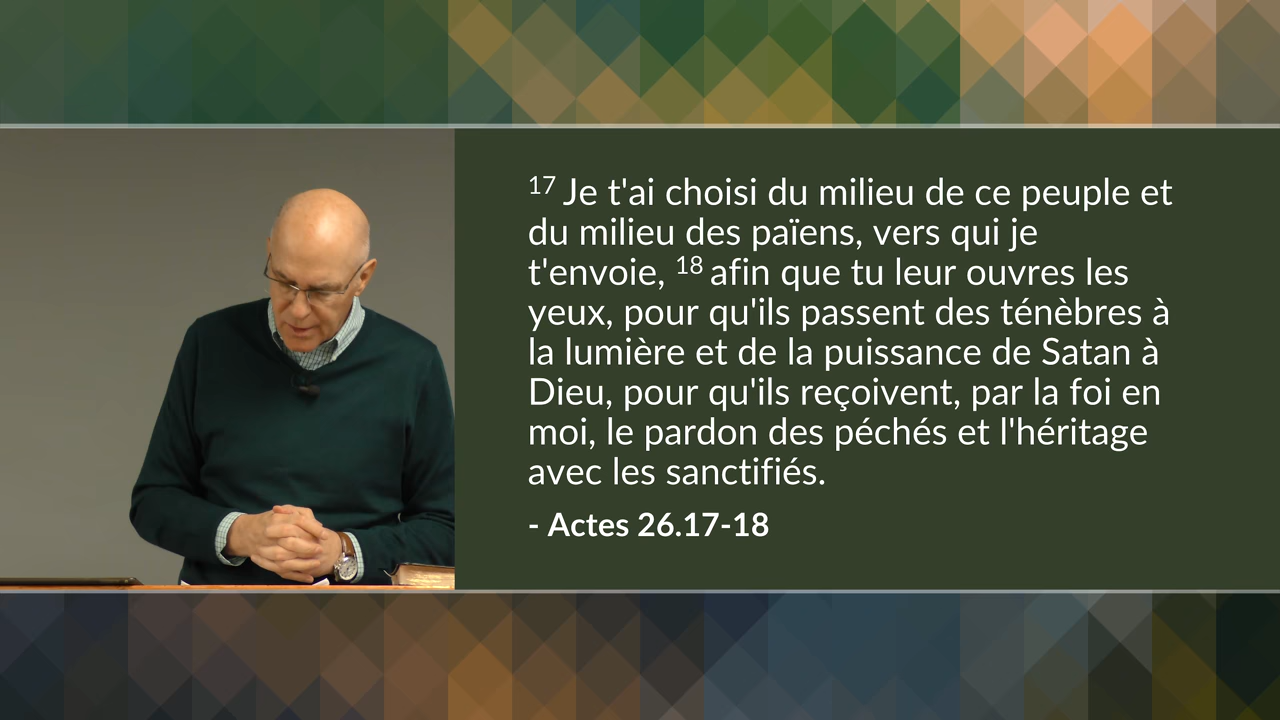 17 Je t'ai choisi du milieu de ce peuple et
du milieu des païens, vers qui je
t'envoie, 18 afin que tu leur ouvres les
yeux, pour qu'ils passent des ténèbres à
la lumière et de la puissance de Satan à
Dieu, pour qu'ils reçoivent, par la foi en
moi, le pardon des péchés et l'héritage
avec les sanctifiés.
- Actes 26.17-18